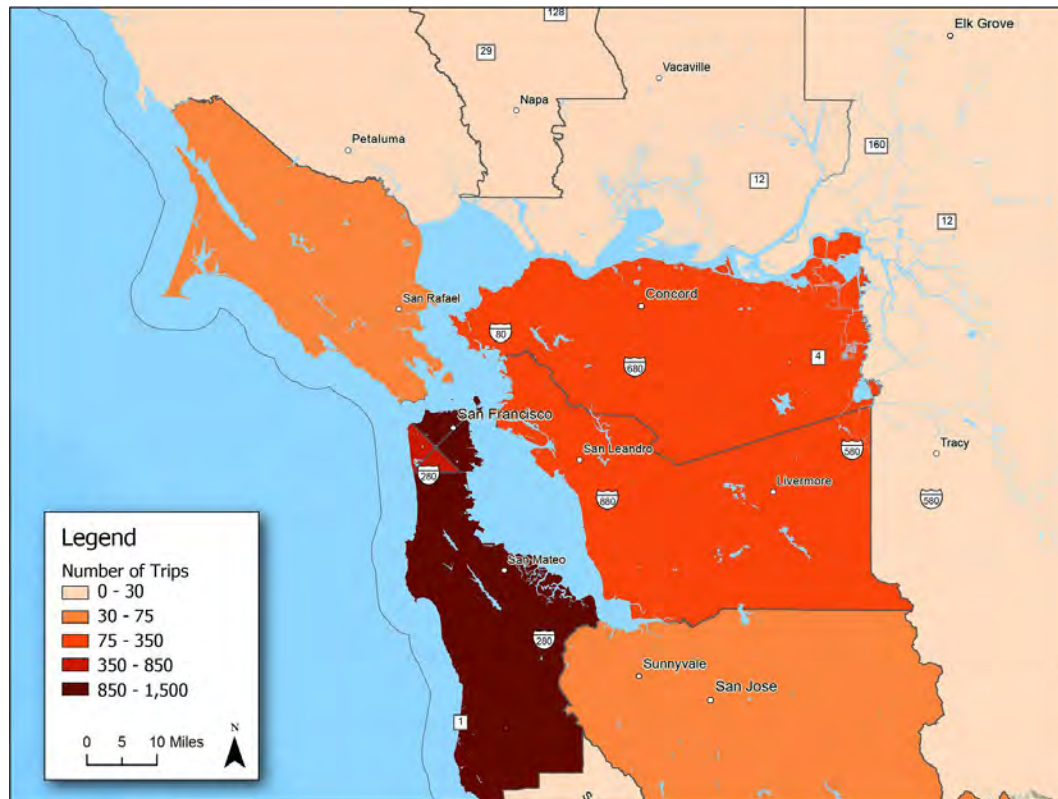 128
Elk Grove
29
Vacaville
Napa
Petaluma
160
12
12
San Rafael
Concord
80
680
4
San Francisco
San Leandro
580
Tracy
280
Livermore
880
580
San Mateo
280
Sunnyvale
San Jose
1
Legend
Number of Trips
0 - 30
30 - 75
75 - 350
350 - 850
850 - 1,500
N
0 5 10 Miles